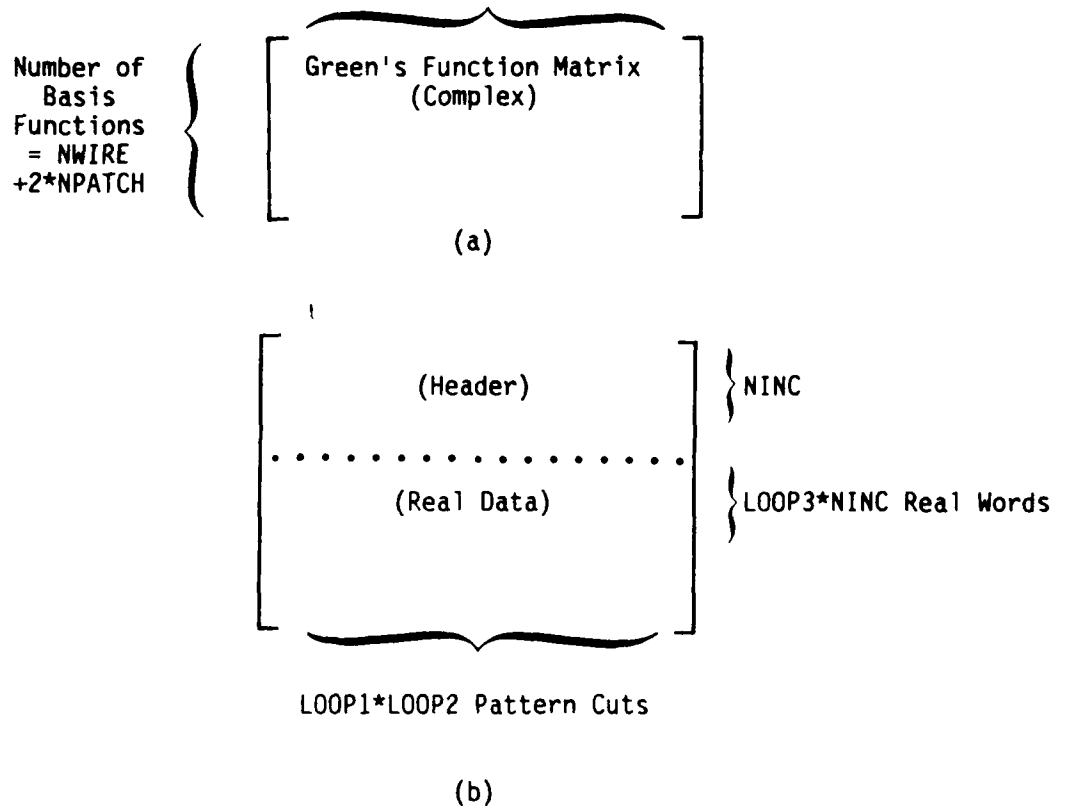 Number of
Basis
Functions
= NWIRE
+2*NPATCH
Green's Function Matrix
(Complex)
(a)
(Header)
NINC
(Real Data)
LOOP3*NINC Real Words
LOOP1*LOOP2 Pattern Cuts
(b)